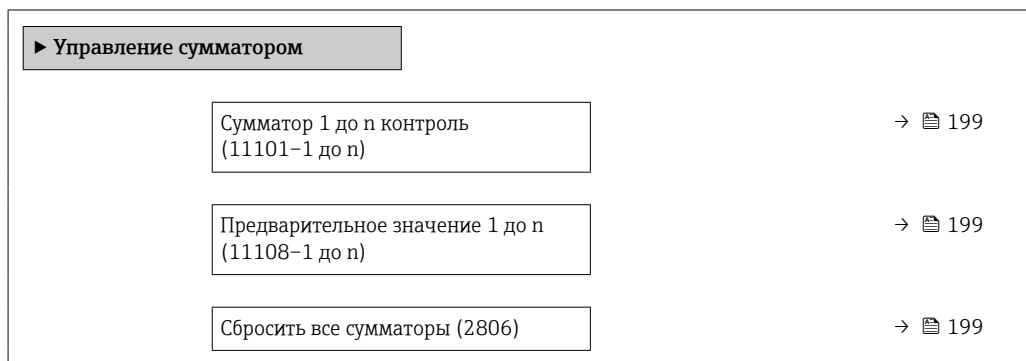 ▶ Управление сумматором
Сумматор 1 до n контроль → 199
(11101–1 до n)
Предварительное значение 1 до n → 199
(11108–1 до n)
Сбросить все сумматоры (2806) → 199